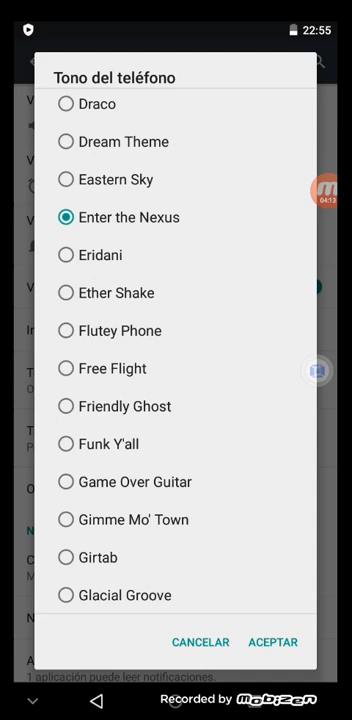 22:55
Tono del teléfono
Draco
Dream Theme
Eastern Sky
Enter the Nexus
04:13
Eridani
Ether Shake
Flutey Phone
Free Flight
Friendly Ghost
Funk Y'all
Game Over Guitar
Gimme Mo' Town
Girtab
Glacial Groove
CANCELAR ACEPTAR
1 aplicación puede leer notificaciones.
Recorded by mobizen